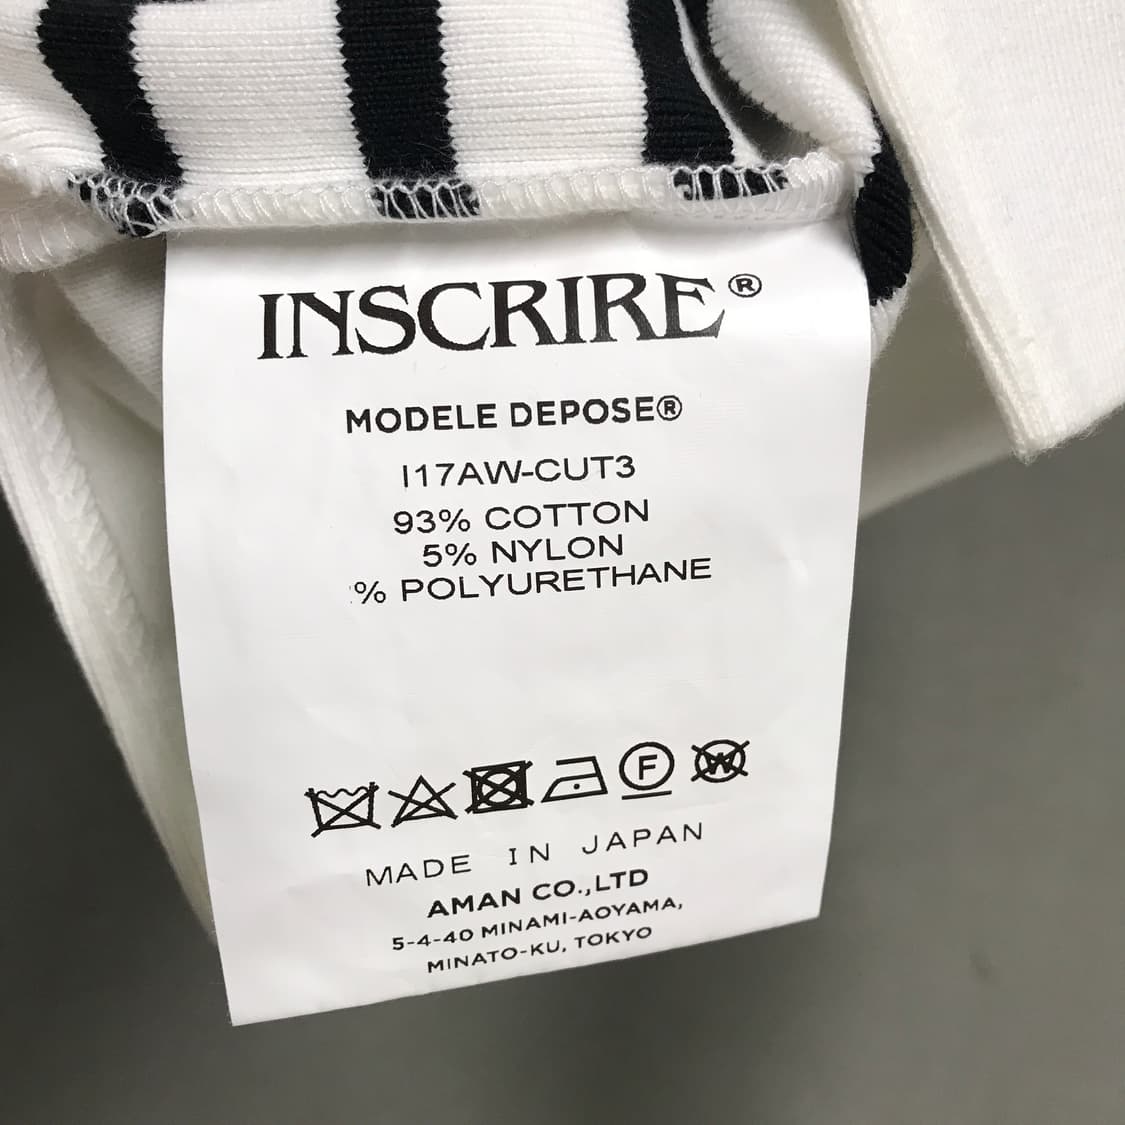 INSCRIRE®
MODELE DEPOSE®
I17AW-CUT3
93% COTTON
5% NYLON
% POLYURETHANE
F
W
MADE IN JAPAN
AMAN CO.,LTD
5-4-40 MINAMI-AOYAMA,
MINATO-KU, TOKYO